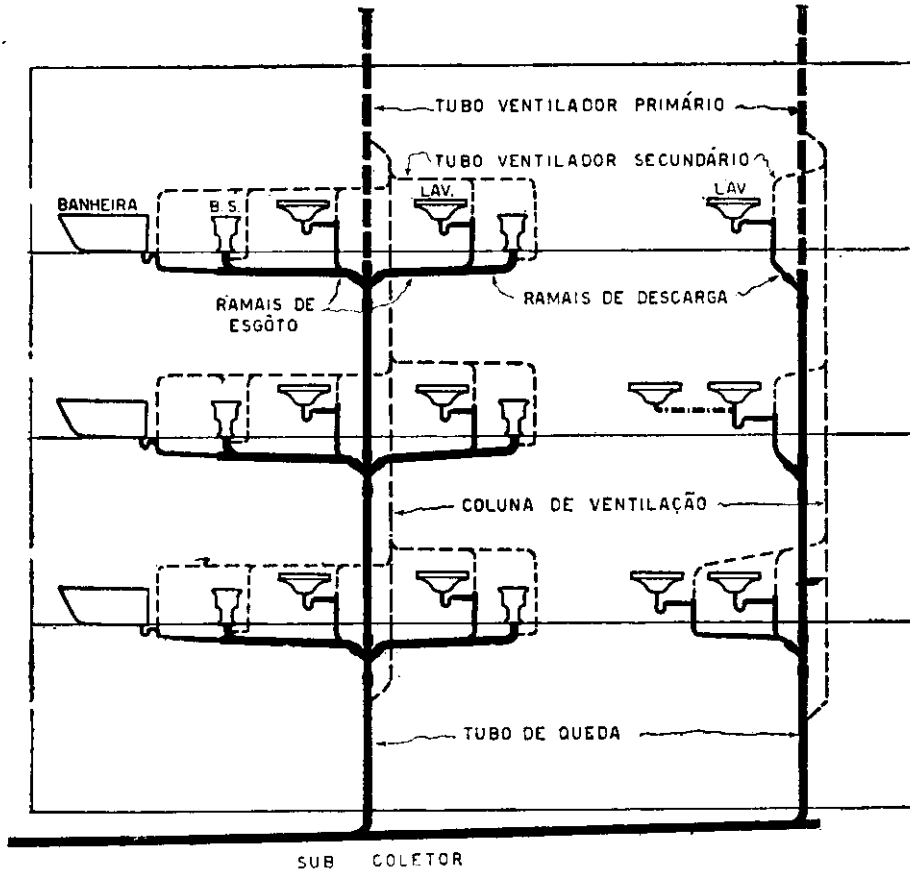 TUBO VENTILADOR PRIMÁRIO
TUBO VENTILADOR SECUNDÁRIO
BANHEIRA
B.S.
LAV.
LAV
RAMAIS DE
ESGÔTO
RAMAIS DE DESCARGA
COLUNA DE VENTILAÇÃO
TUBO DE QUEDA
SUB COLETOR